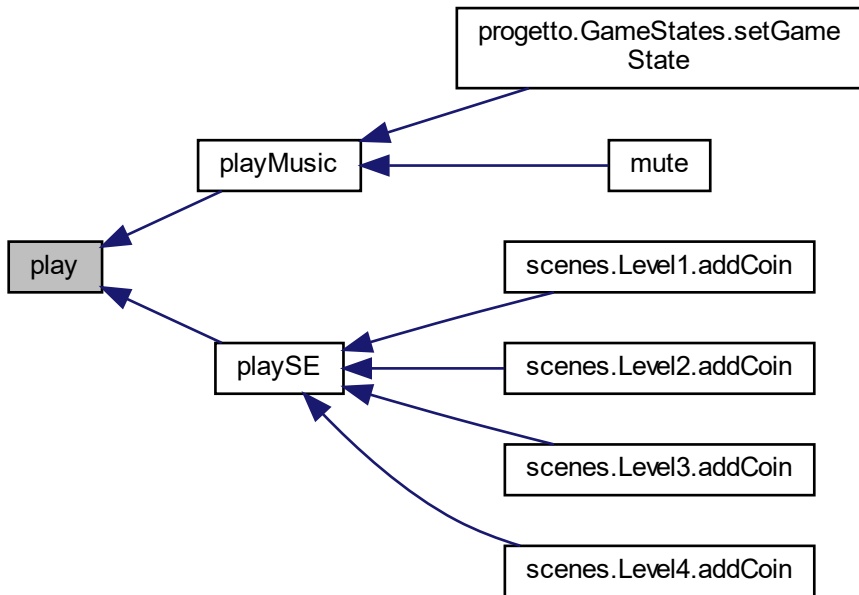 progetto.GameStates.setGame
State
playMusic
mute
play
scenes.Level1.addCoin
scenes.Level2.addCoin
playSE
scenes.Level3.addCoin
scenes.Level4.addCoin